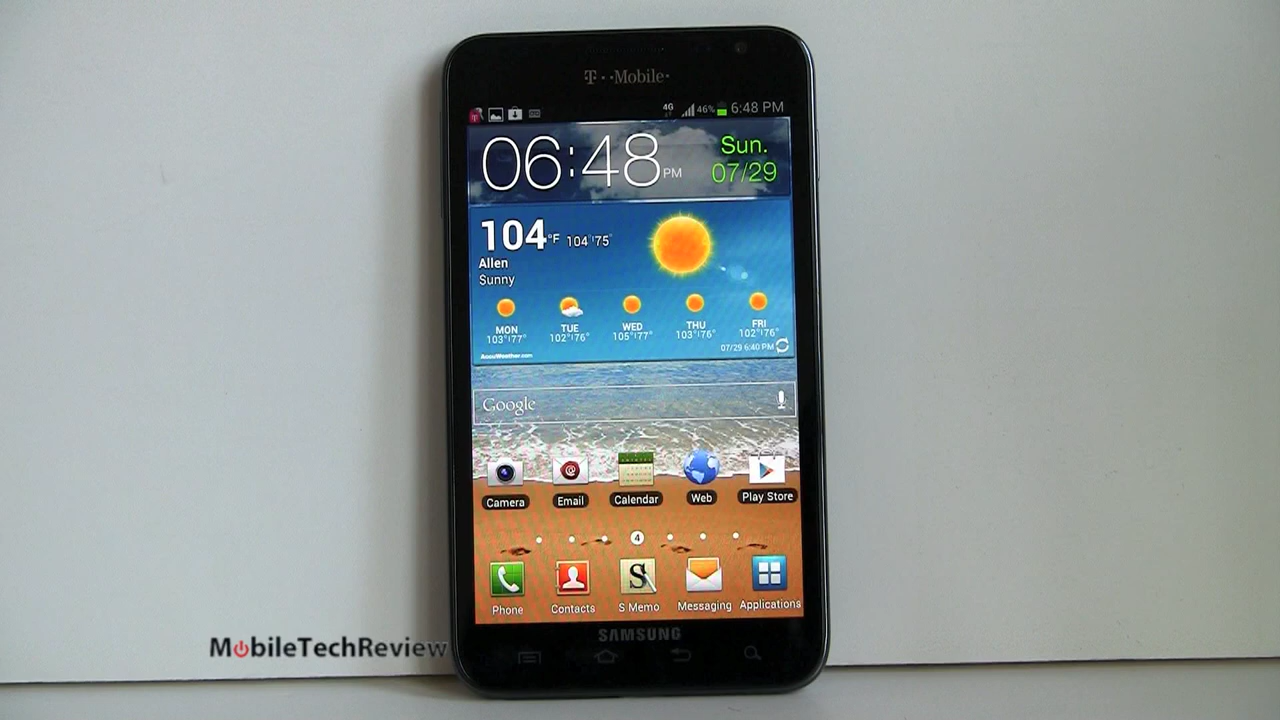 T··Mobile·
4G 46% 6:48 PM
06:48 PM
Sun.
07/29
104°F 104°75°
Allen
Sunny
MON TUE WED THU FRI
103°77° 102°76° 105°77° 103°76° 102°76°
AccuWeather.com 07/29 6:40 PM
Google
Camera Email Calendar Web Play Store
4
S
Phone Contacts S Memo Messaging Applications
SAMSUNG
MobileTechReview